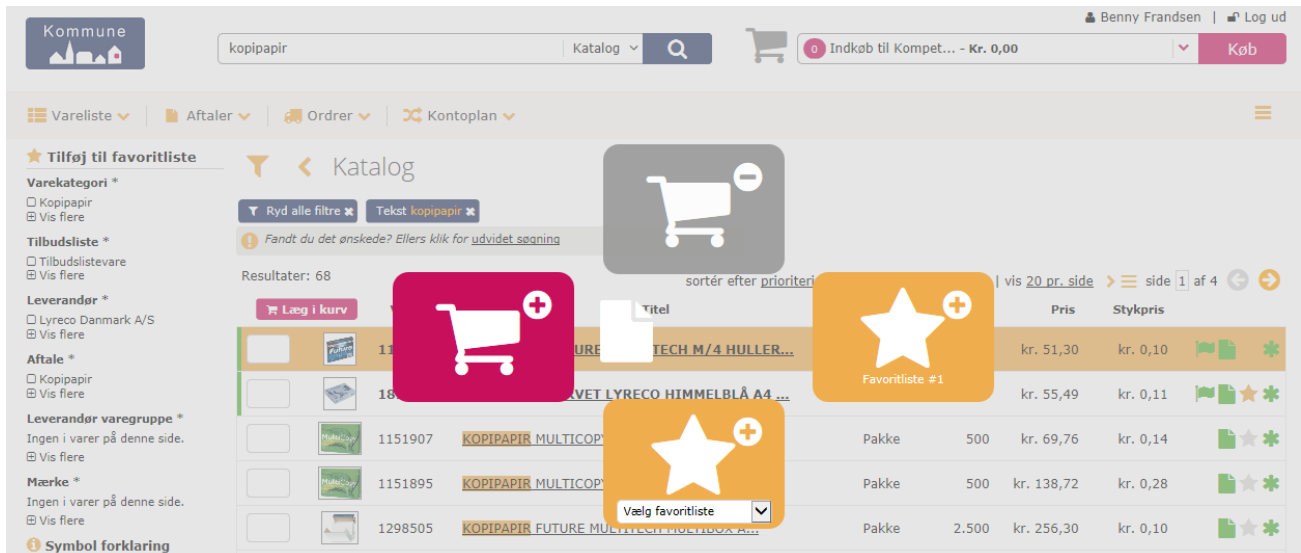 Kommune
Benny Frandsen | Log ud
kopipapir Katalog
0 Indkøb til Kompet... - Kr. 0,00 Køb
Vareliste Aftaler Ordrer Kontoplan
Tilføj til favoritliste
Varekategori *
Kopipapir
Vis flere
Tilbudsliste *
Tilbudslistevare
Vis flere
Leverandør *
Lyreco Danmark A/S
Vis flere
Aftale *
Kopipapir
Vis flere
Leverandør varegruppe *
Ingen i varer på denne side.
Vis flere
Mærke *
Ingen i varer på denne side.
Vis flere
Symbol forklaring
Katalog
Ryd alle filtre Tekst kopipapir
Fandt du det ønskede? Ellers klik for udvidet søgning
Resultater: 68 sortér efter | vis 20 pr. side side 1 af 4
Læg i kurv Titel Pris Stykpris
M/4 HULLER... kr. 51,30 kr. 0,10
LYRECO HIMMELBLÅ A4 ... kr. 55,49 kr. 0,11
1151907 KOPIPAPIR MULTICOPY Pakke 500 kr. 69,76 kr. 0,14
1151895 KOPIPAPIR MULTICOPY Pakke 500 kr. 138,72 kr. 0,28
1298505 KOPIPAPIR FUTURE MULTITECH MULTIBOX A... Pakke 2.500 kr. 256,30 kr. 0,10
Favoritliste #1
Vælg favoritliste